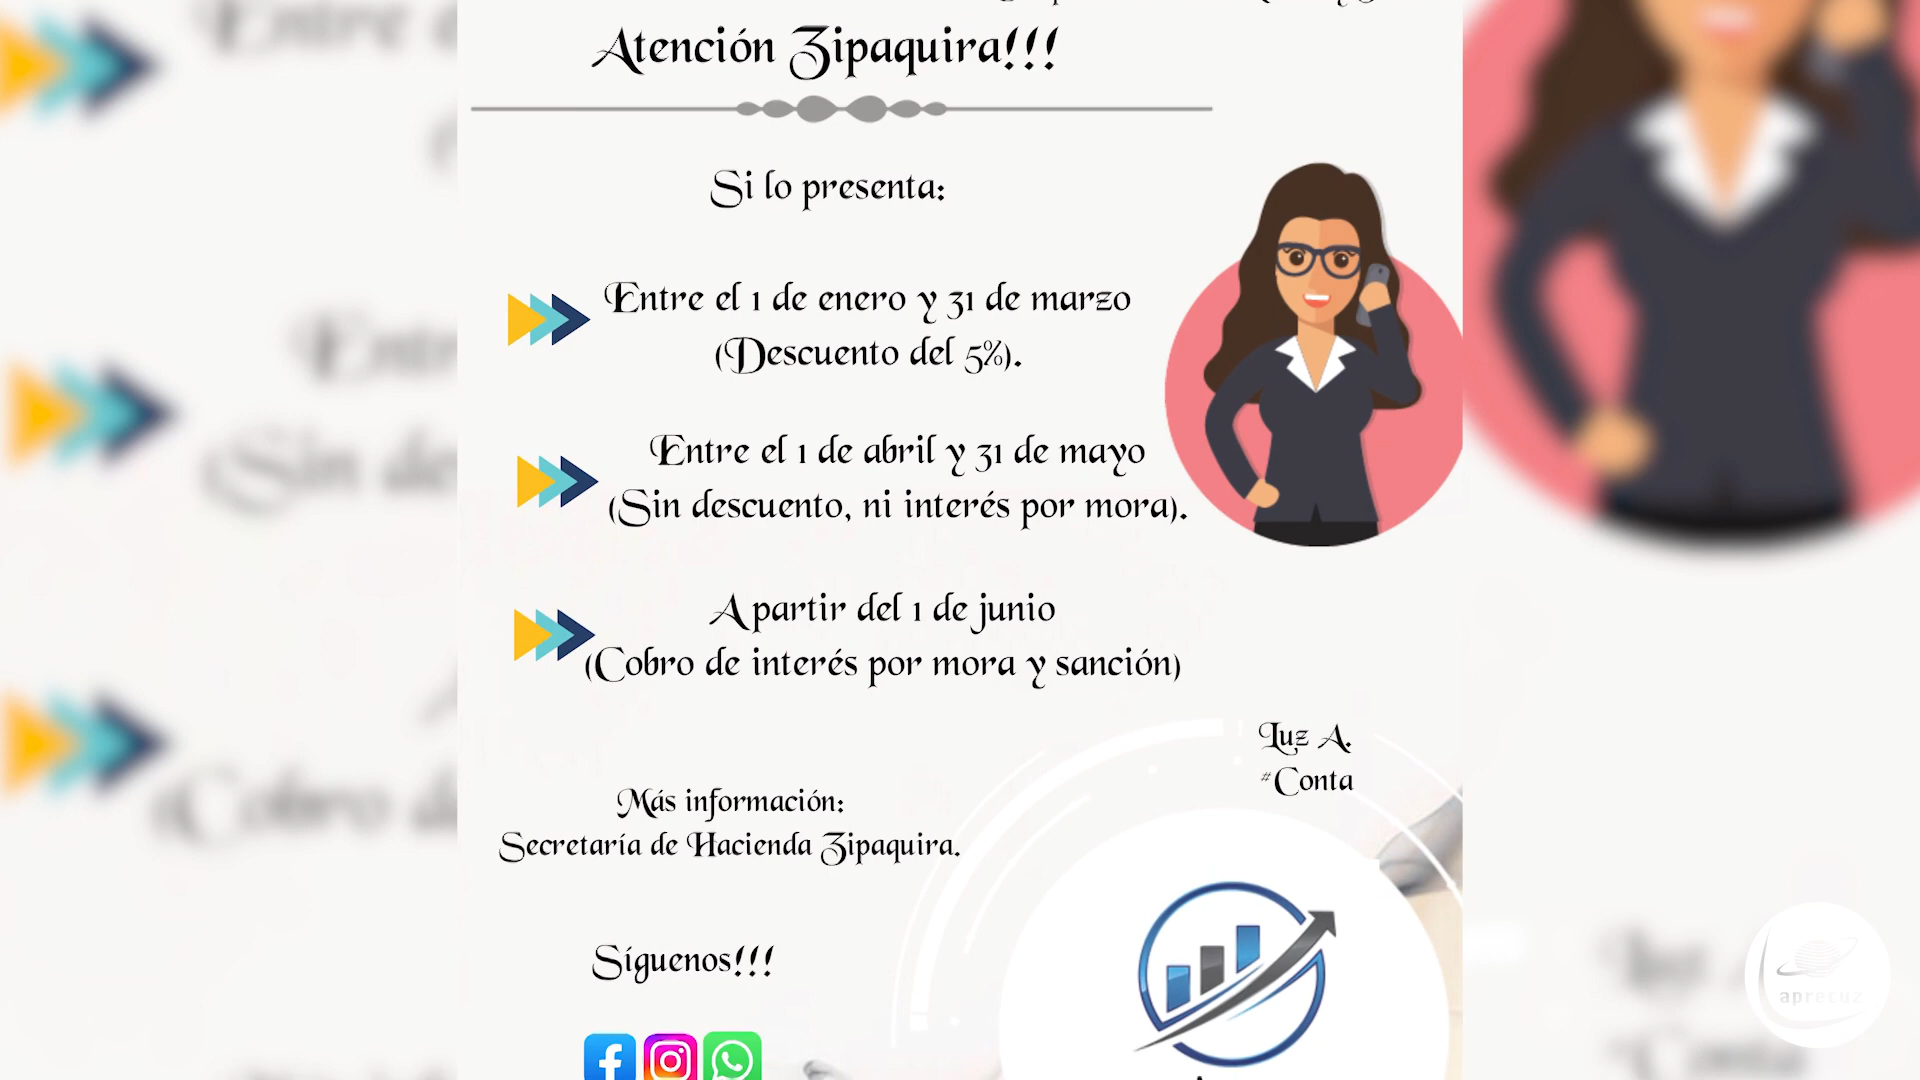 Atención Zipaquira!!!
Si lo presenta:
Entre el 1 de enero y 31 de marzo
(Descuento del 5%).
Entre el 1 de abril y 31 de mayo
(Sin descuento, ni interés por mora).
A partir del 1 de junio
(Cobro de interés por mora y sanción)
Luz A.
#Conta
Más información:
Secretaría de Hacienda Zipaquira.
Síguenos!!!
aprecuz